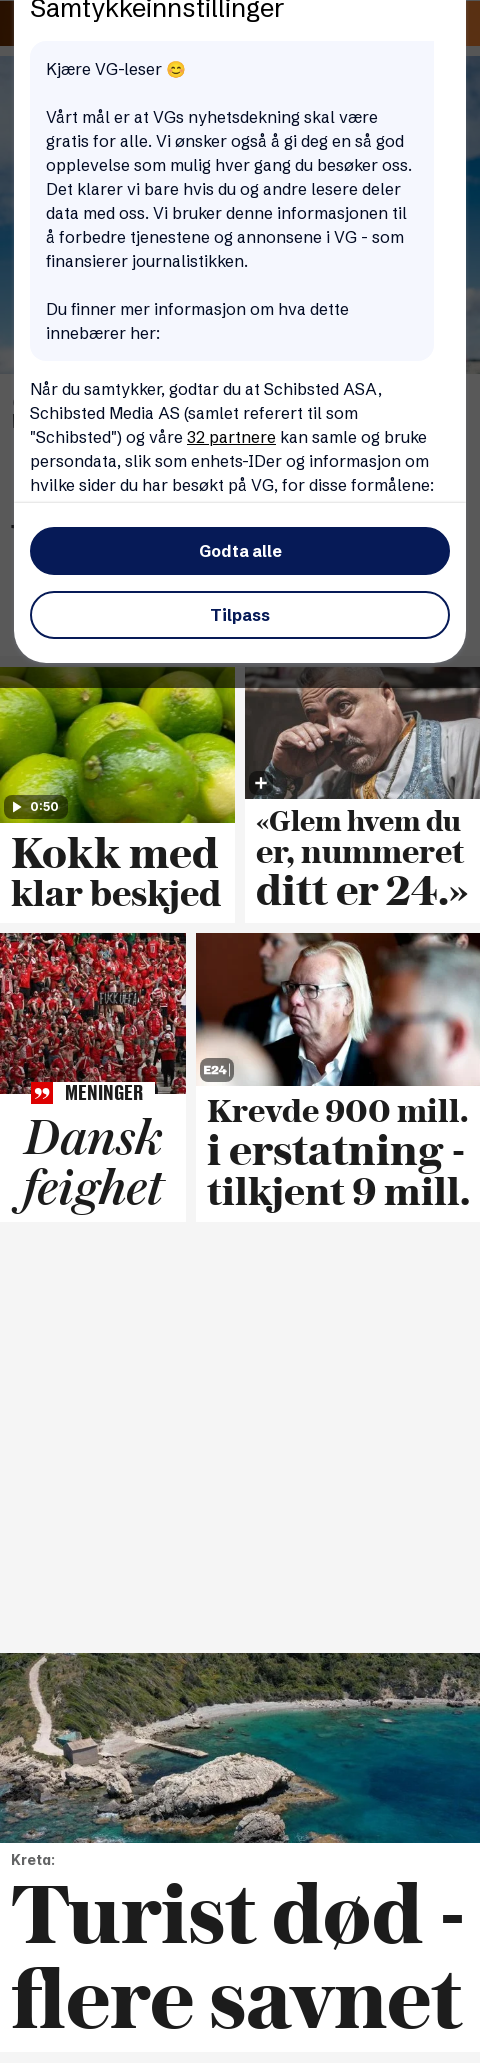 Samtykkeinnstillinger
Kjære VG-leser 😊
Vårt mål er at VGs nyhetsdekning skal være
gratis for alle. Vi ønsker også å gi deg en så god
opplevelse som mulig hver gang du besøker oss.
Det klarer vi bare hvis du og andre lesere deler
data med oss. Vi bruker denne informasjonen til
å forbedre tjenestene og annonsene i VG - som
finansierer journalistikken.
Du finner mer informasjon om hva dette
innebærer her:
Når du samtykker, godtar du at Schibsted ASA,
Schibsted Media AS (samlet referert til som
"Schibsted") og våre 32 partnere kan samle og bruke
persondata, slik som enhets-IDer og informasjon om
hvilke sider du har besøkt på VG, for disse formålene:
Godta alle
Tilpass
0:50
Kokk med
klar beskjed
«Glem hvem du
er, nummeret
ditt er 24.»
MENINGER
Dansk
feighet
E24
Krevde 900 mill.
i erstatning -
tilkjent 9 mill.
Kreta:
Turist død -
flere savnet